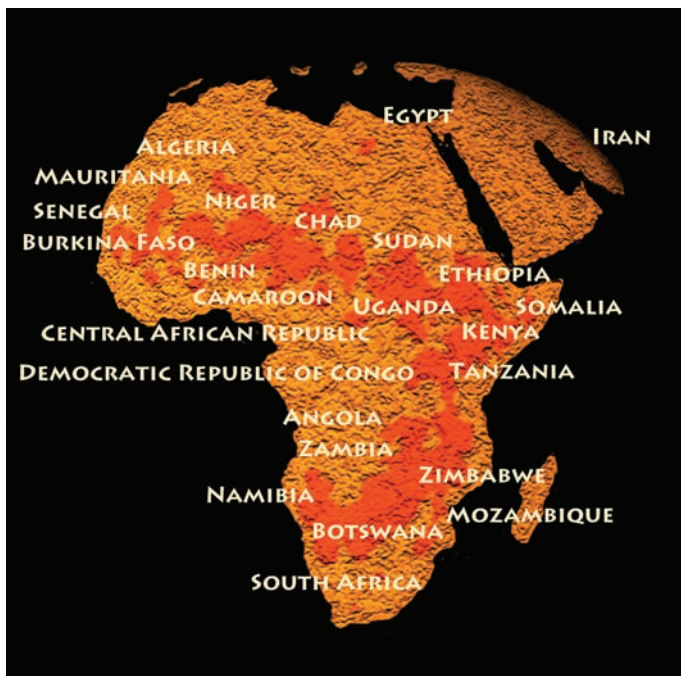 EGYPT
IRAN
ALGERIA
MAURITANIA
NIGER
SENEGAL
CHAD
BURKINA FASO
SUDAN
BENIN
ETHIOPIA
CAMAROON
UGANDA
SOMALIA
CENTRAL AFRICAN REPUBLIC
KENYA
DEMOCRATIC REPUBLIC OF CONGO
TANZANIA
ANGOLA
ZAMBIA
ZIMBABWE
NAMIBIA
MOZAMBIQUE
BOTSWANA
SOUTH AFRICA